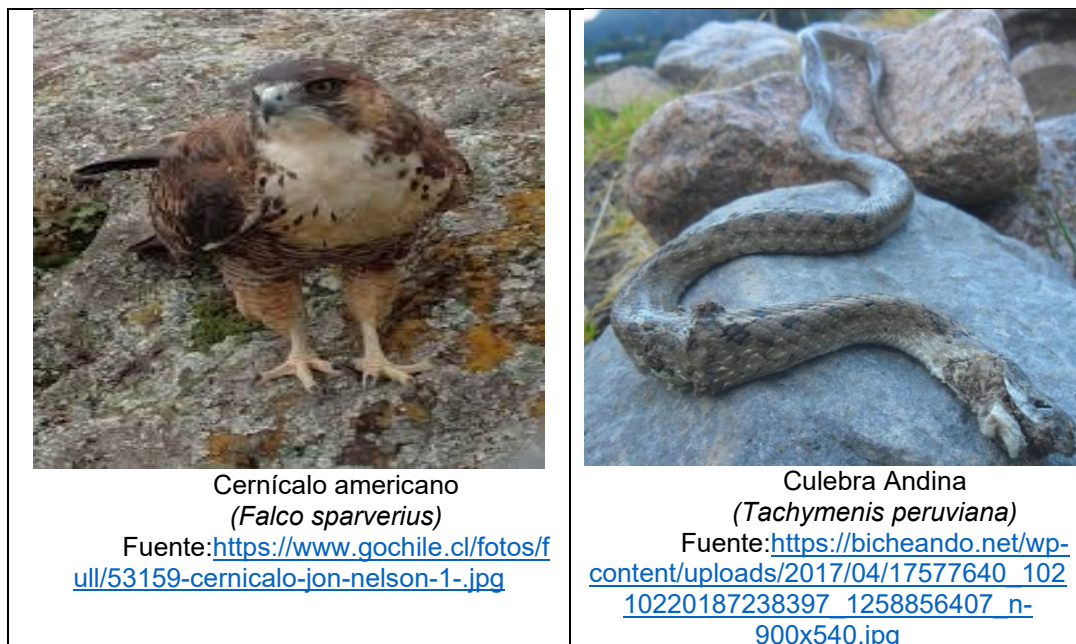 Cernícalo americano
(Falco sparverius)
Fuente:https://www.gochile.cl/fotos/f
ull/53159-cernicalo-jon-nelson-1-.jpg
Culebra Andina
(Tachymenis peruviana)
Fuente:https://bicheando.net/wp-
content/uploads/2017/04/17577640_102
10220187238397_1258856407_n-
900x540.jpg